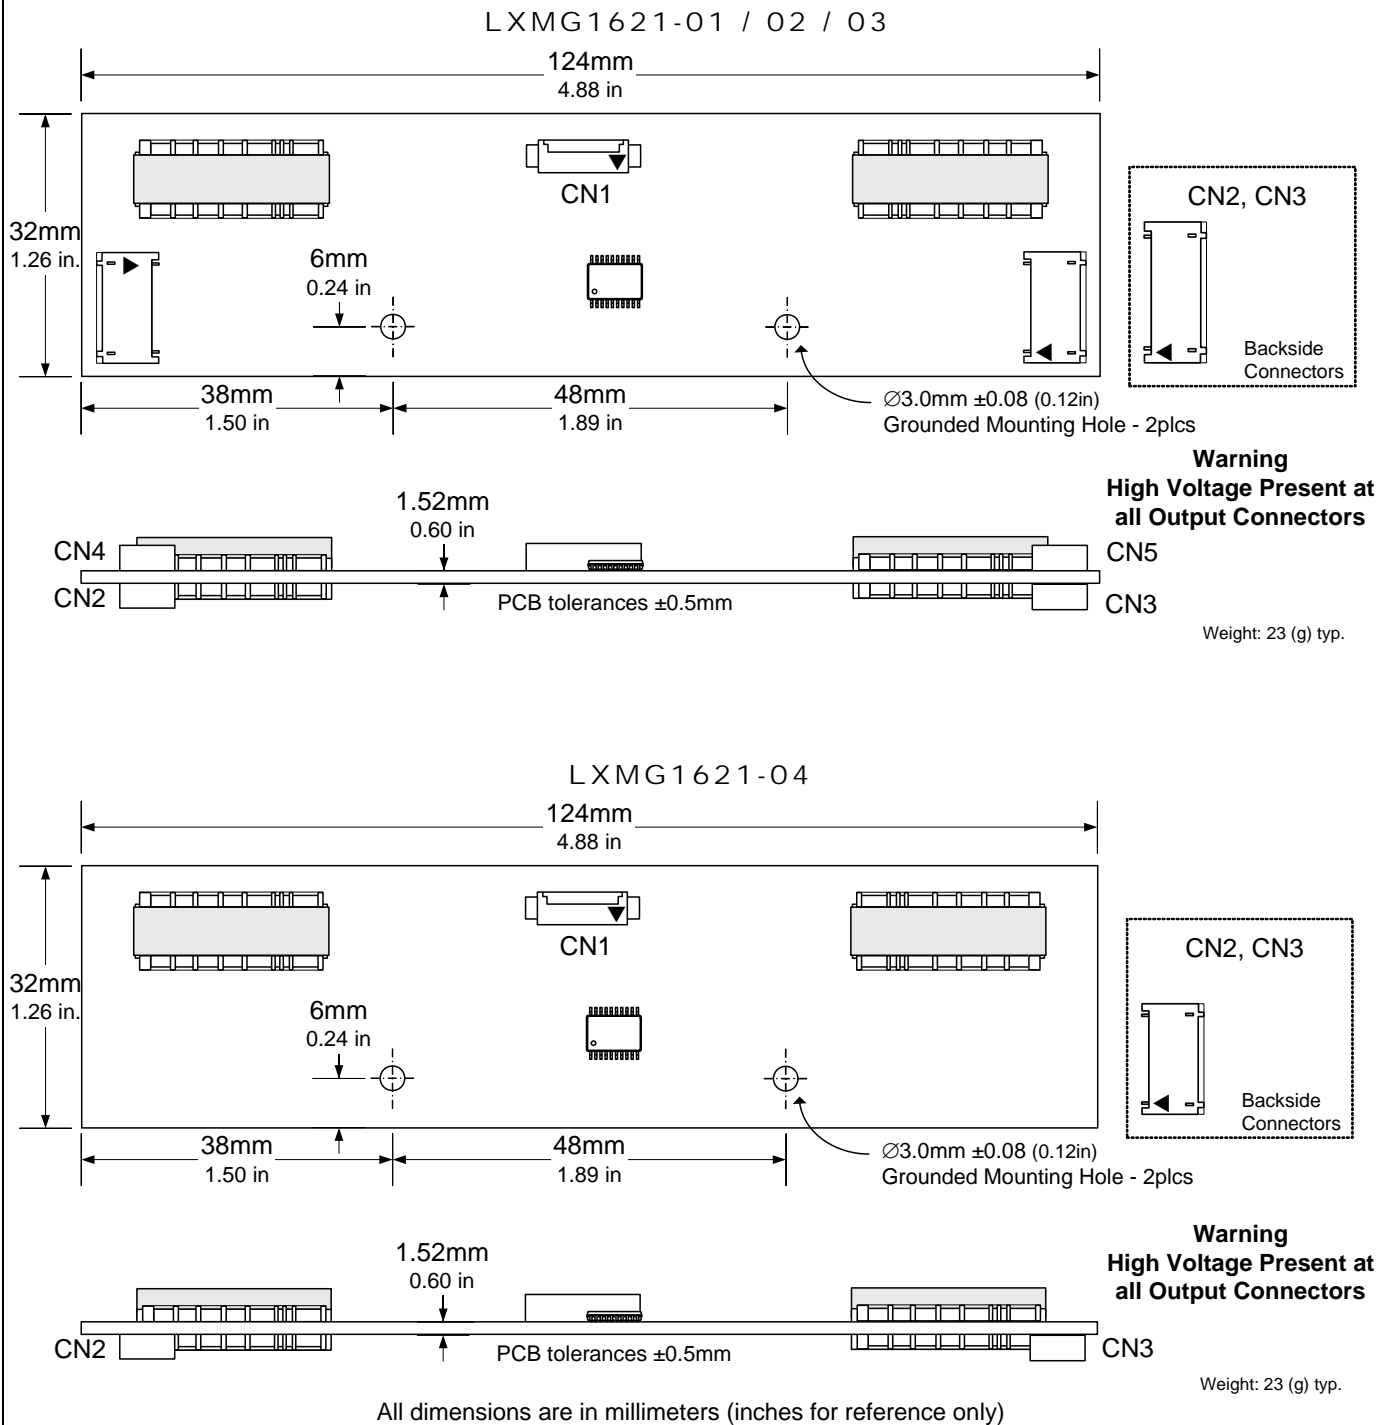 LXMG1621-01 / 02 / 03
124mm
4.88 in
CN1
CN2, CN3
32mm
1.26 in.
6mm
0.24 in
Backside
Connectors
38mm
1.50 in
48mm
1.89 in
∅3.0mm ±0.08 (0.12in)
Grounded Mounting Hole - 2plcs
Warning
High Voltage Present at
all Output Connectors
1.52mm
0.60 in
CN4
CN5
CN2
PCB tolerances ±0.5mm
CN3
Weight: 23 (g) typ.
LXMG1621-04
124mm
4.88 in
CN1
CN2, CN3
32mm
1.26 in.
6mm
0.24 in
Backside
Connectors
38mm
1.50 in
48mm
1.89 in
∅3.0mm ±0.08 (0.12in)
Grounded Mounting Hole - 2plcs
Warning
High Voltage Present at
all Output Connectors
1.52mm
0.60 in
CN2
PCB tolerances ±0.5mm
CN3
Weight: 23 (g) typ.
All dimensions are in millimeters (inches for reference only)